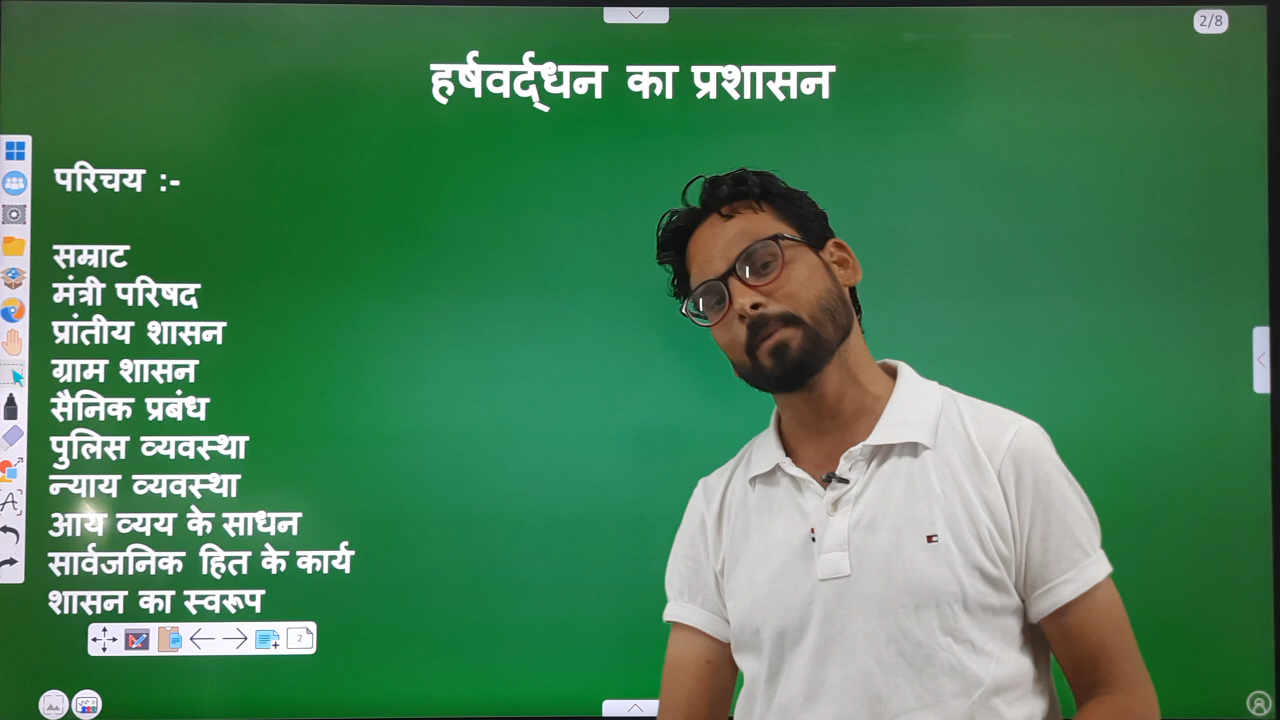 2/8
हर्षवर्द्धन का प्रशासन
परिचय :-
सम्राट
मंत्री परिषद
प्रांतीय शासन
ग्राम शासन
सैनिक प्रबंध
पुलिस व्यवस्था
न्याय व्यवस्था
आय व्यय के साधन
सार्वजनिक हित के कार्य
शासन का स्वरूप
2